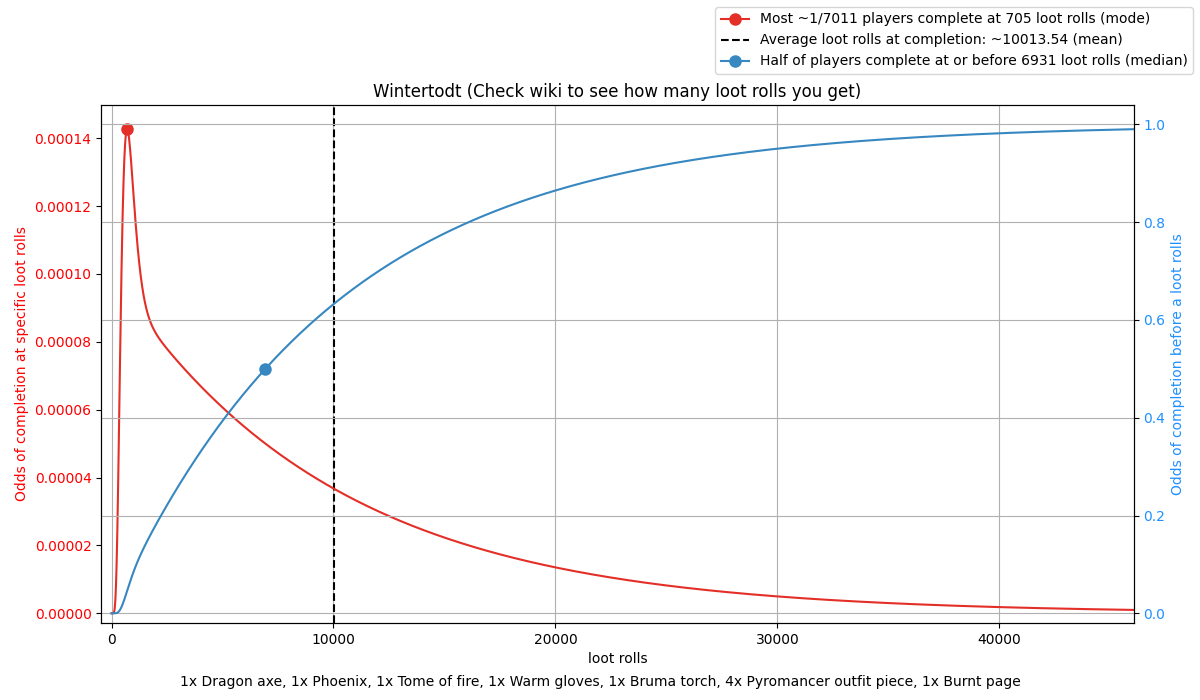 Most ~1/7011 players complete at 705 loot rolls (mode)
Average loot rolls at completion: ~10013.54 (mean)
Half of players complete at or before 6931 loot rolls (median)
Wintertodt (Check wiki to see how many loot rolls you get)
Odds of completion at specific loot rolls
0.00014
0.00012
0.00010
0.00008
0.00006
0.00004
0.00002
0.00000
1.0
0.8
0.6
0.4
0.2
0.0
Odds of completion before a loot rolls
0 10000 20000 30000 40000
loot rolls
1x Dragon axe, 1x Phoenix, 1x Tome of fire, 1x Warm gloves, 1x Bruma torch, 4x Pyromancer outfit piece, 1x Burnt page